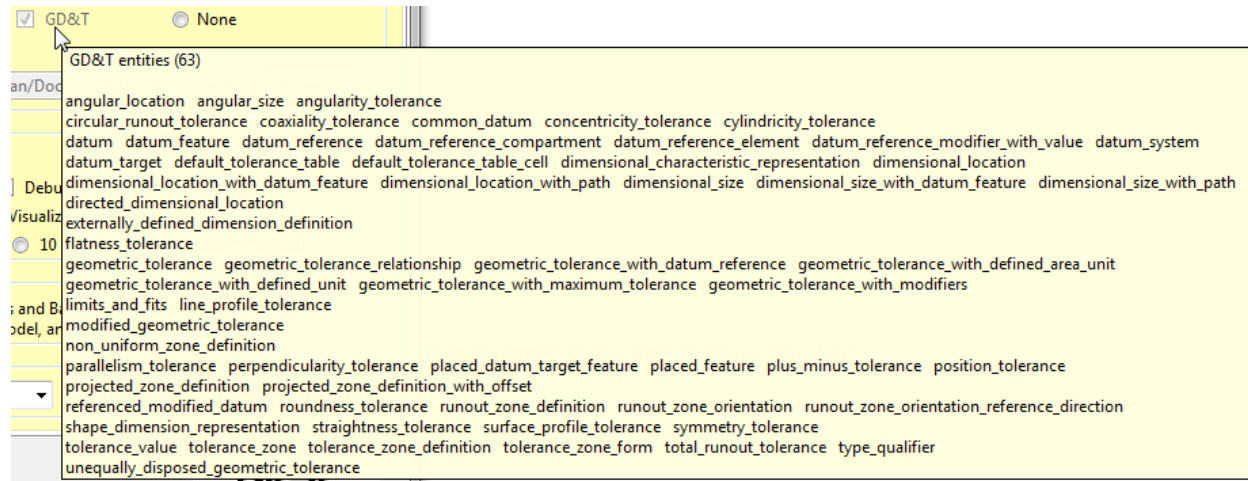 GD&T None
GD&T entities (63)
an/Doc
angular_location angular_size angularity_tolerance
circular_runout_tolerance coaxiality_tolerance common_datum concentricity_tolerance cylindricity_tolerance
datum datum_feature datum_reference datum_reference_compartment datum_reference_element datum_reference_modifier_with_value datum_system
datum_target default_tolerance_table default_tolerance_table_cell dimensional_characteristic_representation dimensional_location
Debu dimensional_location_with_datum_feature dimensional_location_with_path dimensional_size dimensional_size_with_datum_feature dimensional_size_with_path
directed_dimensional_location
Visualiz externally_defined_dimension_definition
10 flatness_tolerance
geometric_tolerance geometric_tolerance_relationship geometric_tolerance_with_datum_reference geometric_tolerance_with_defined_area_unit
geometric_tolerance_with_defined_unit geometric_tolerance_with_maximum_tolerance geometric_tolerance_with_modifiers
and Ba limits_and_fits line_profile_tolerance
odel, ar modified_geometric_tolerance
non_uniform_zone_definition
parallelism_tolerance perpendicularity_tolerance placed_datum_target_feature placed_feature plus_minus_tolerance position_tolerance
projected_zone_definition projected_zone_definition_with_offset
referenced_modified_datum roundness_tolerance runout_zone_definition runout_zone_orientation runout_zone_orientation_reference_direction
shape_dimension_representation straightness_tolerance surface_profile_tolerance symmetry_tolerance
tolerance_value tolerance_zone tolerance_zone_definition tolerance_zone_form total_runout_tolerance type_qualifier
unequally_disposed_geometric_tolerance